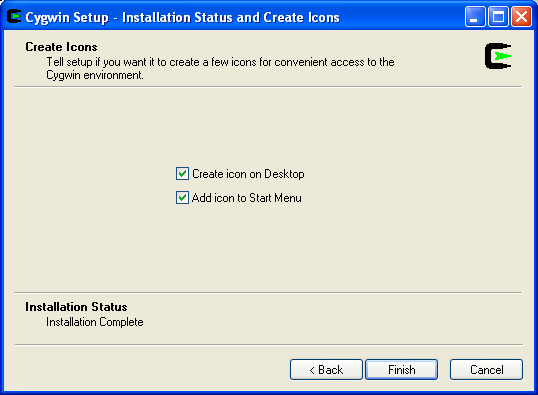 Cygwin Setup - Installation Status and Create Icons
Create Icons
Tell setup if you want it to create a few icons for convenient access to the
Cygwin environment.
Create icon on Desktop
Add icon to Start Menu
Installation Status
Installation Complete
< Back Finish Cancel